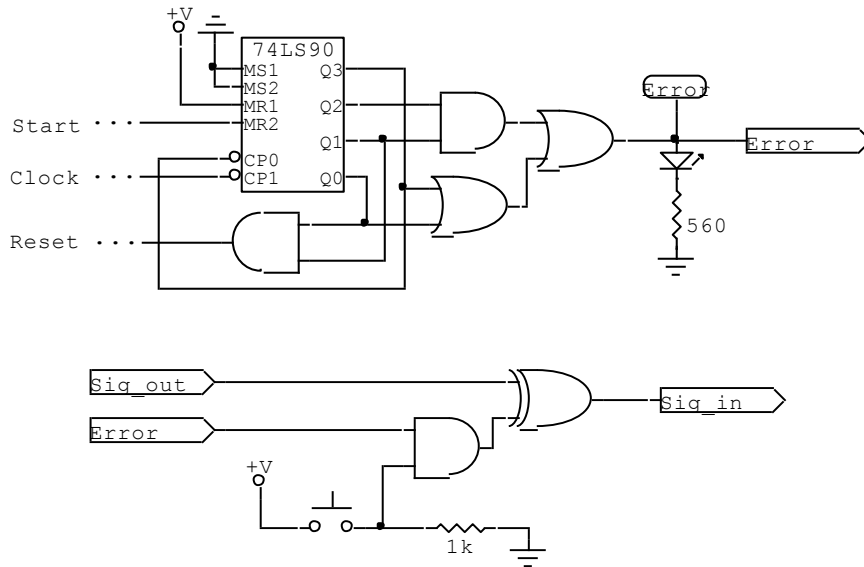 +V
74LS90
MS1 Q3
MS2
MR1 Q2
MR2
Q1
CP0
CP1 Q0
Start ...
Clock ...
Reset ...
Error
Error
560
Sig_out
Error
Sig_in
+V
1k